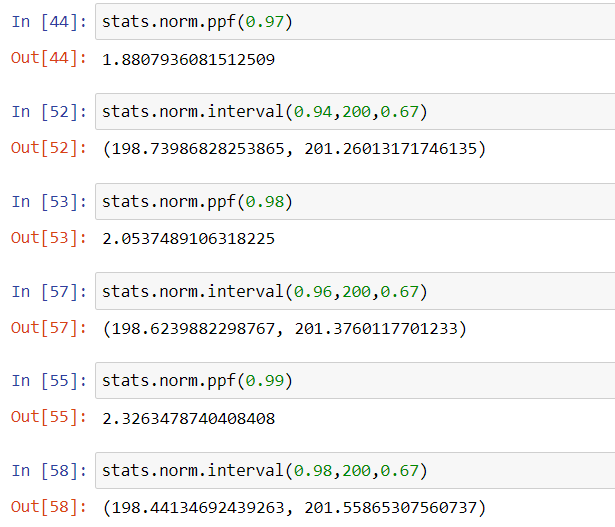 In [44]: stats.norm.ppf(0.97)
Out[44]: 1.8807936081512509
In [52]: stats.norm.interval(0.94,200,0.67)
Out[52]: (198.73986828253865, 201.26013171746135)
In [53]: stats.norm.ppf(0.98)
Out[53]: 2.0537489106318225
In [57]: stats.norm.interval(0.96,200,0.67)
Out[57]: (198.6239882298767, 201.3760117701233)
In [55]: stats.norm.ppf(0.99)
Out[55]: 2.3263478740408408
In [58]: stats.norm.interval(0.98,200,0.67)
Out[58]: (198.44134692439263, 201.55865307560737)